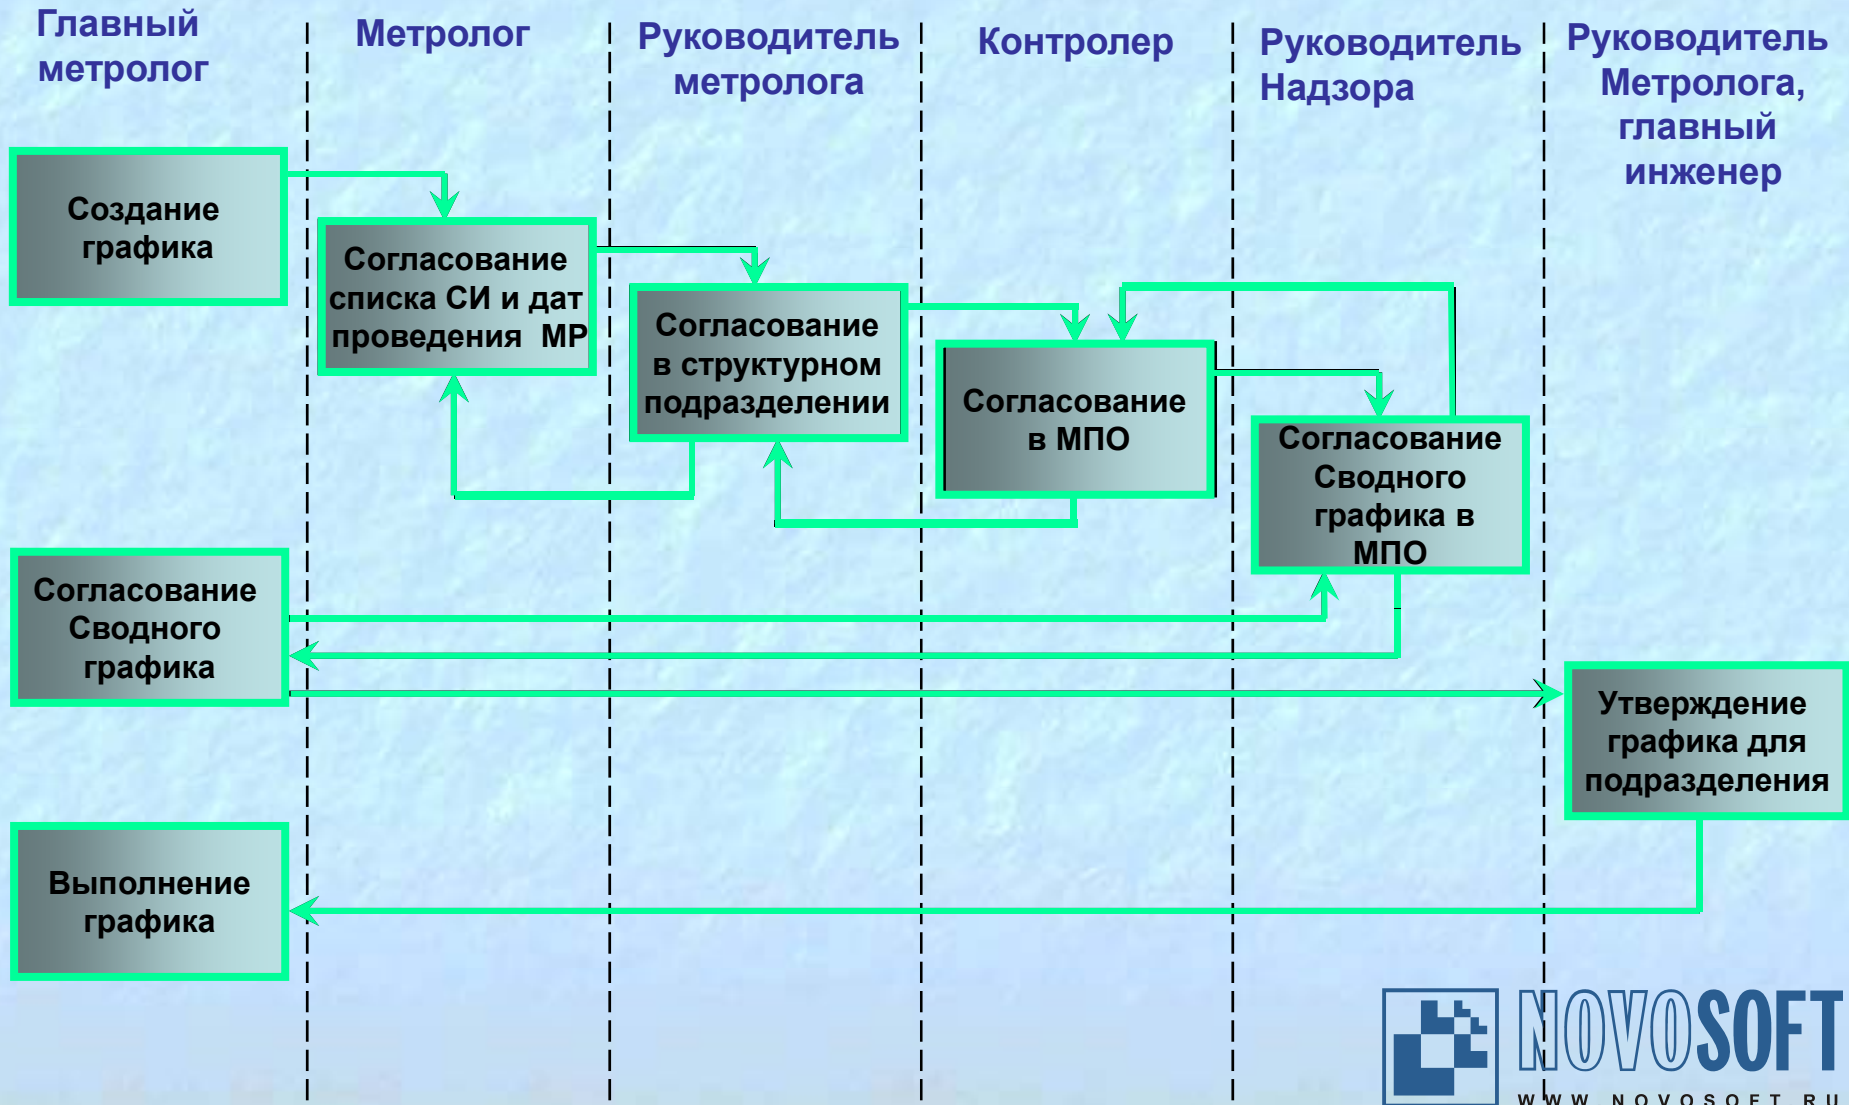 Главный
метролог
Метролог
Руководитель
метролога
Контролер
Руководитель
Надзора
Руководитель
Метролога,
главный
инженер
Создание
графика
Согласование
списка СИ и дат
проведения МР
Согласование
в структурном
подразделении
Согласование
в МПО
Согласование
Сводного
графика в
МПО
Согласование
Сводного
графика
Утверждение
графика для
подразделения
Выполнение
графика
NOVOSOFT
WWW.NOVOSOFT.RU